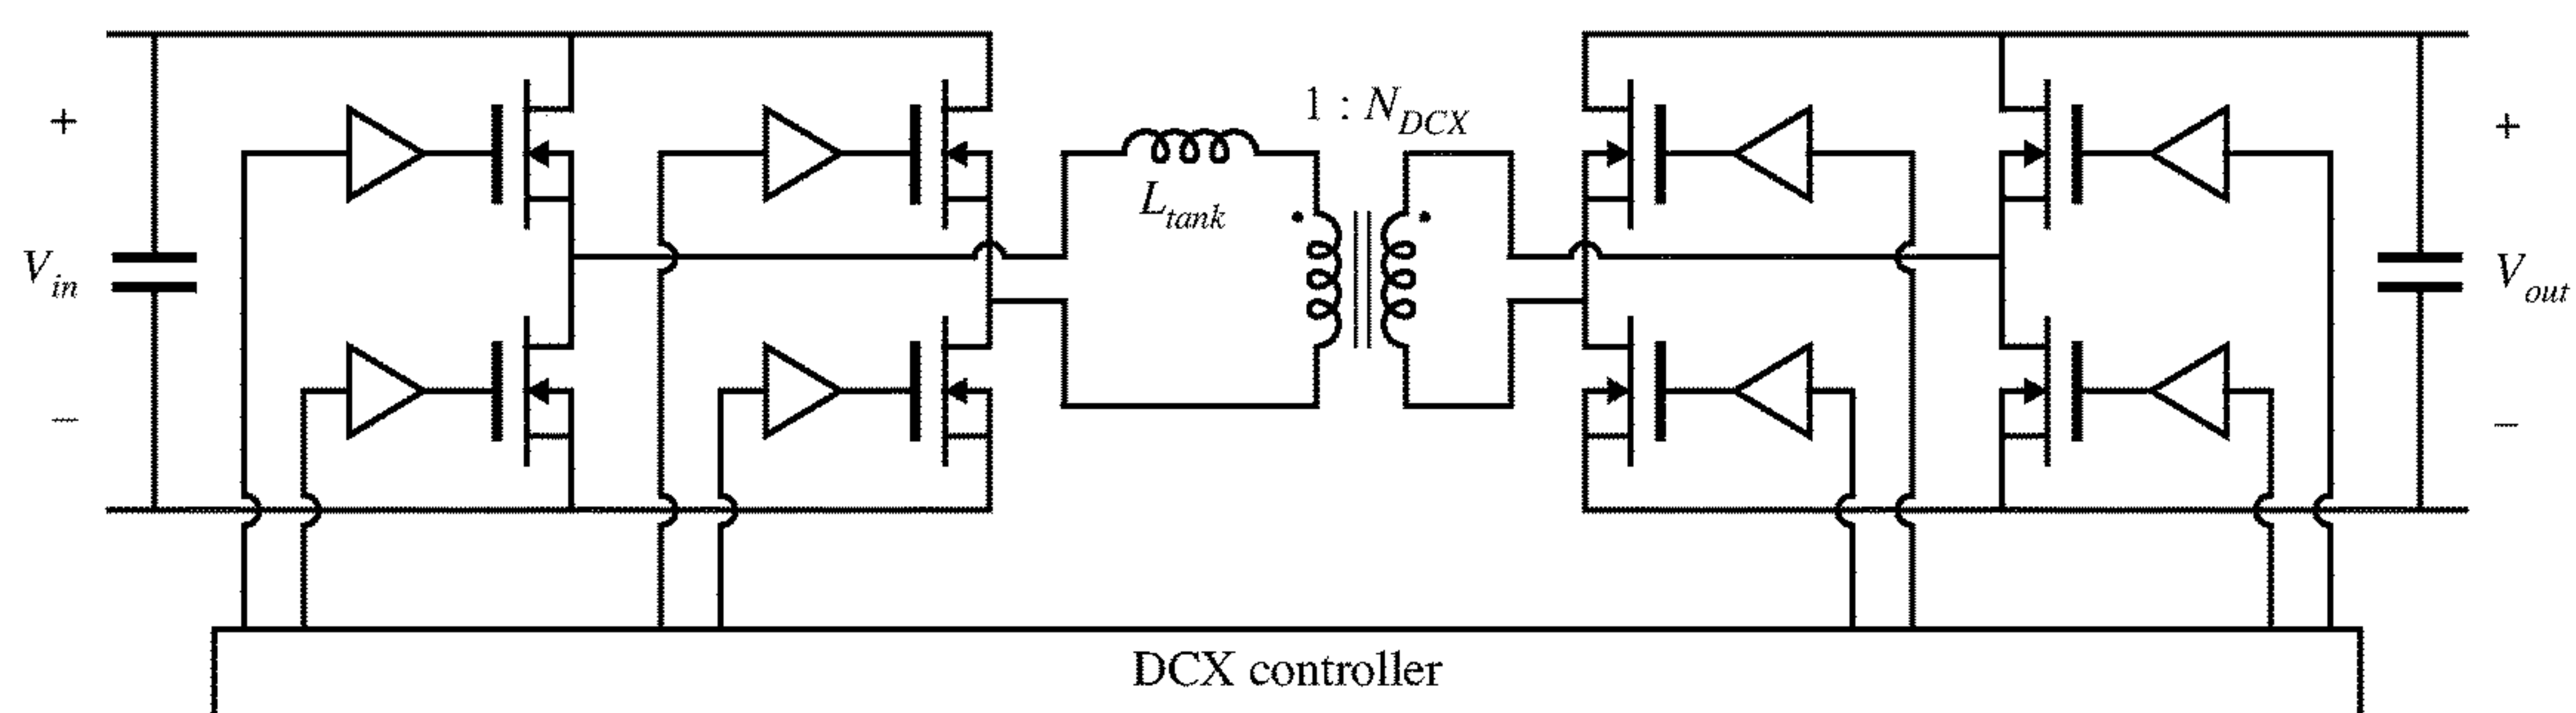 1 : N_DCX
+
+
L_tank
V_in
V_out
–
–
DCX controller